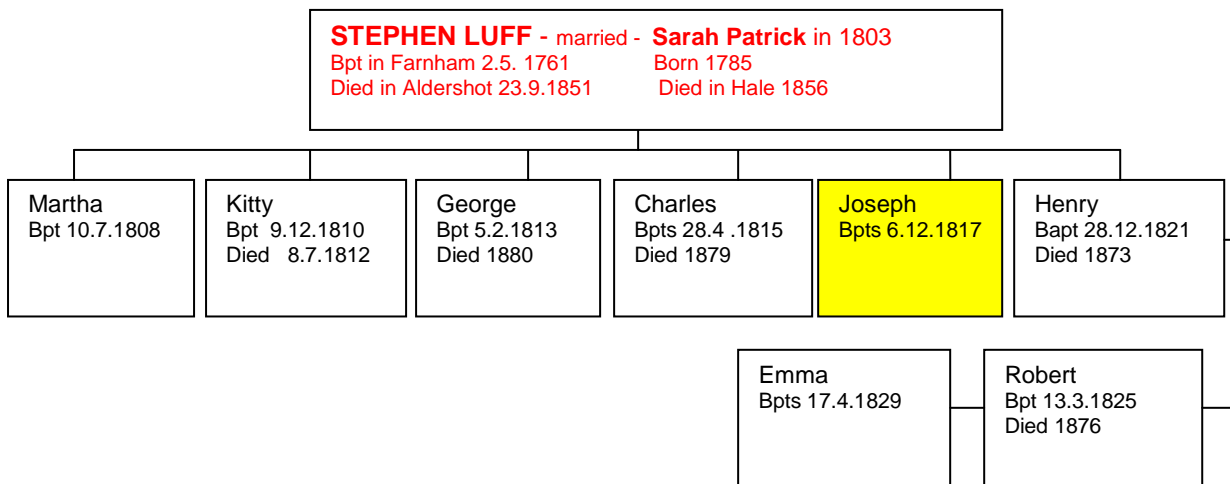 STEPHEN LUFF - married - Sarah Patrick in 1803
Bpt in Farnham 2.5. 1761 Born 1785
Died in Aldershot 23.9.1851 Died in Hale 1856
Martha
Bpt 10.7.1808
Kitty
Bpt 9.12.1810
Died 8.7.1812
George
Bpt 5.2.1813
Died 1880
Charles
Bpts 28.4 .1815
Died 1879
Joseph
Bpts 6.12.1817
Henry
Bapt 28.12.1821
Died 1873
Emma
Bpts 17.4.1829
Robert
Bpt 13.3.1825
Died 1876